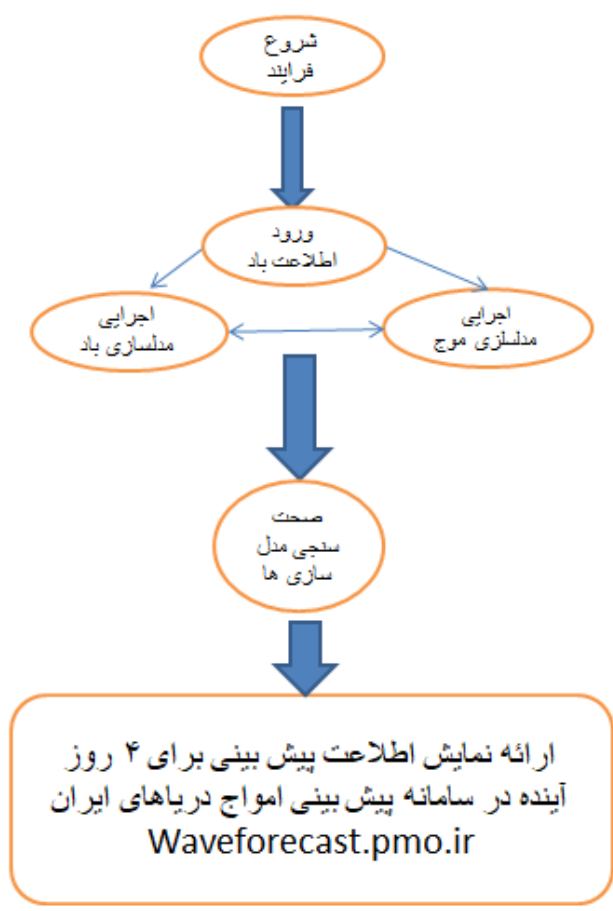 شروع
فرایند
ورود
اطلاعت باد
اجرایی
مدلسلزی موج
اجرایی
مدلسازی باد
صحت
سنجی مدل
سازی ها
ارائه نمایش اطلاعت پیش بینی برای ۴ روز
آینده در سامانه پیش بینی امواج دریاهای ایران
Waveforecast.pmo.ir